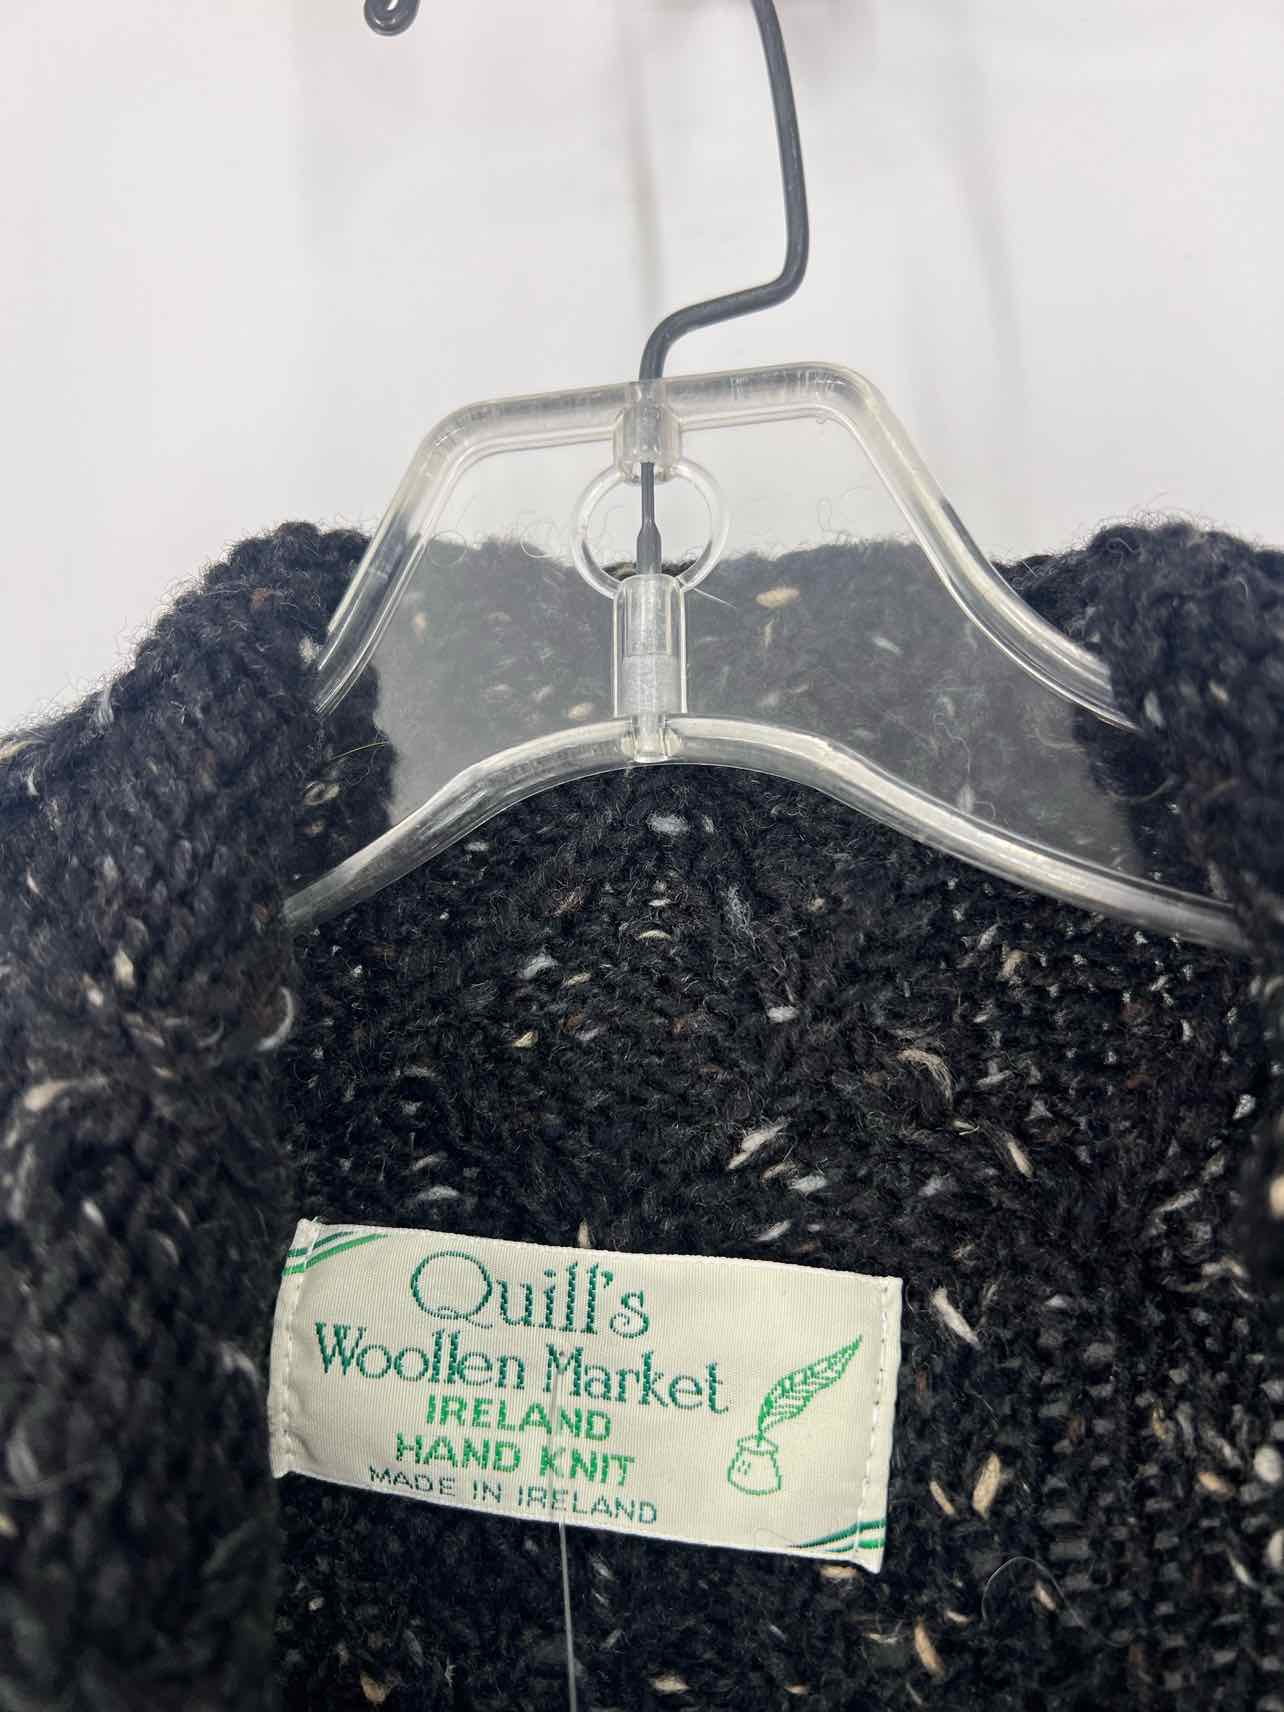 Quill's
Woollen Market
IRELAND
HAND KNIT
MADE IN IRELAND